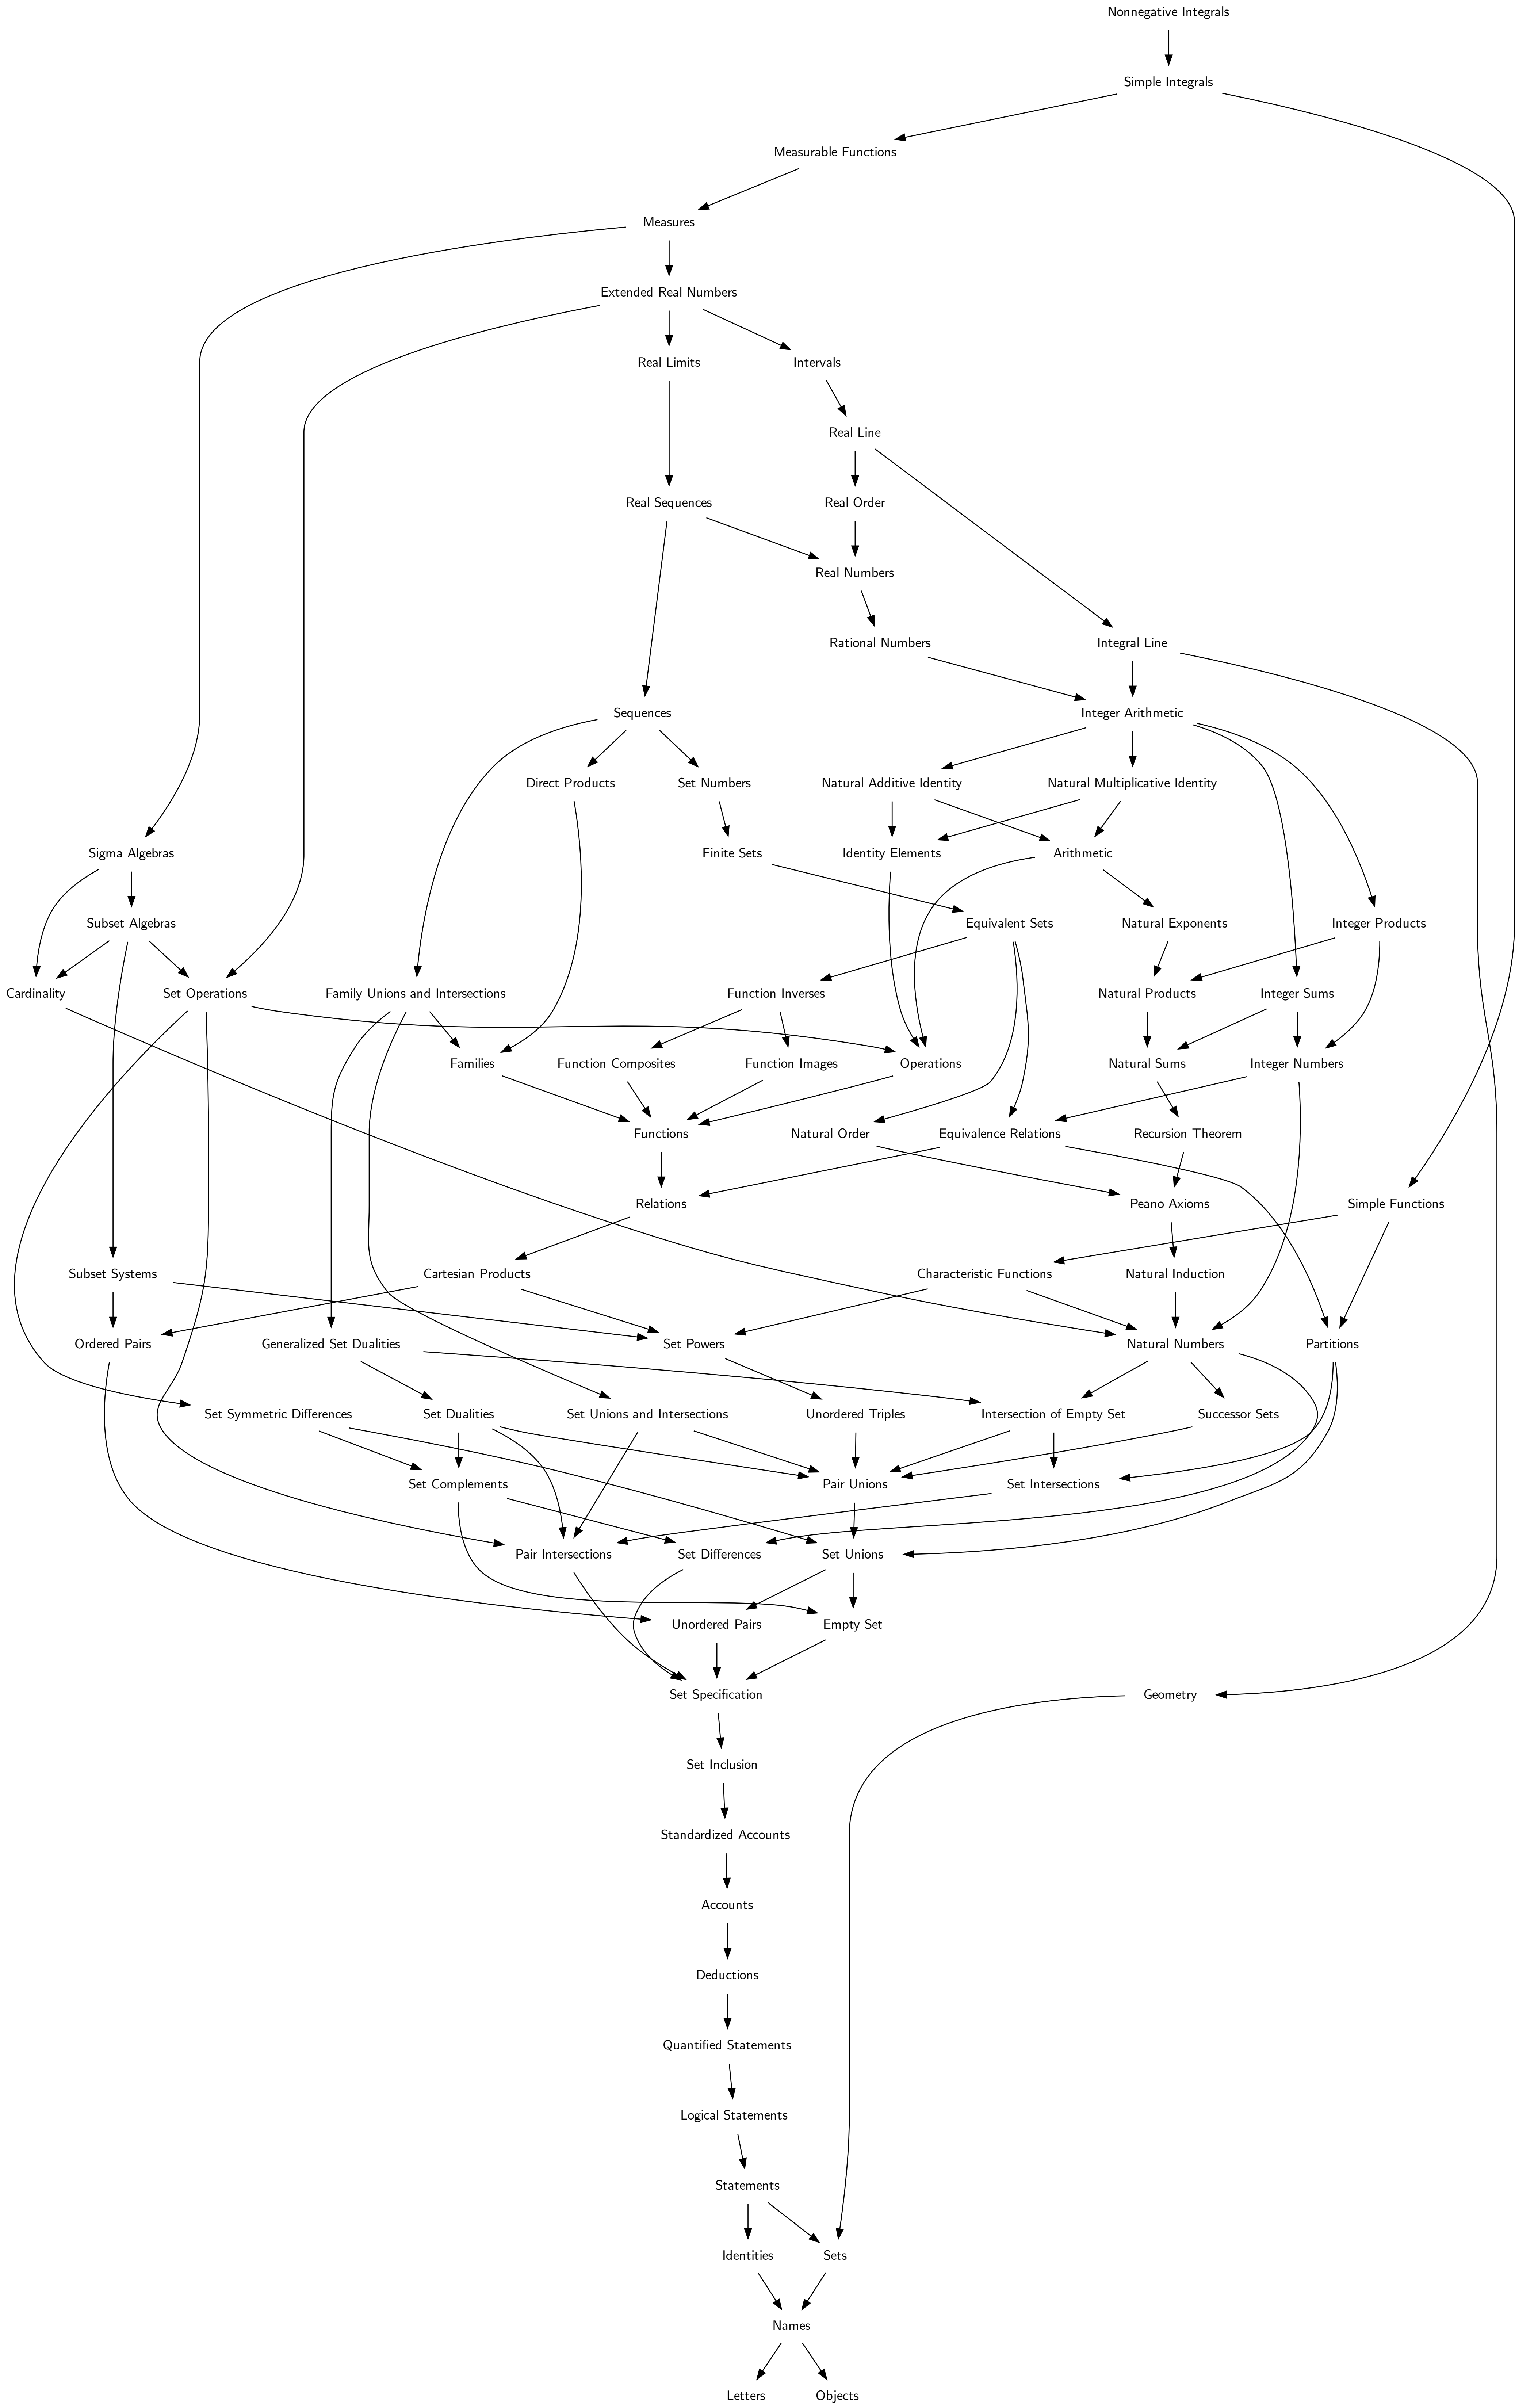 Nonnegative Integrals
Simple Integrals
Measurable Functions
Measures
Extended Real Numbers
Real Limits
Intervals
Real Line
Real Sequences
Real Order
Real Numbers
Rational Numbers
Integral Line
Sequences
Integer Arithmetic
Direct Products
Set Numbers
Natural Additive Identity
Natural Multiplicative Identity
Sigma Algebras
Finite Sets
Identity Elements
Arithmetic
Subset Algebras
Equivalent Sets
Natural Exponents
Integer Products
Cardinality
Set Operations
Family Unions and Intersections
Function Inverses
Natural Products
Integer Sums
Families
Function Composites
Function Images
Operations
Natural Sums
Integer Numbers
Functions
Natural Order
Equivalence Relations
Recursion Theorem
Relations
Peano Axioms
Simple Functions
Subset Systems
Cartesian Products
Characteristic Functions
Natural Induction
Ordered Pairs
Generalized Set Dualities
Set Powers
Natural Numbers
Partitions
Set Symmetric Differences
Set Dualities
Set Unions and Intersections
Unordered Triples
Intersection of Empty Set
Successor Sets
Set Complements
Pair Unions
Set Intersections
Pair Intersections
Set Differences
Set Unions
Unordered Pairs
Empty Set
Set Specification
Geometry
Set Inclusion
Standardized Accounts
Accounts
Deductions
Quantified Statements
Logical Statements
Statements
Identities
Sets
Names
Letters
Objects